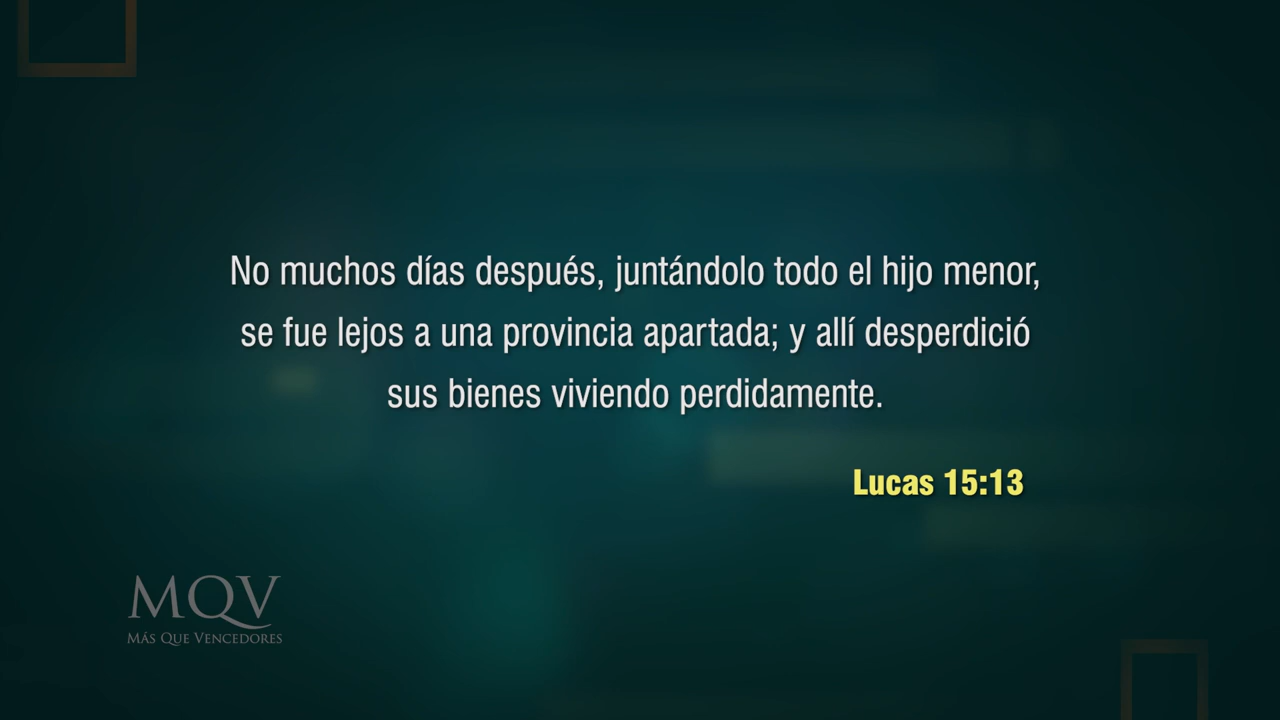 No muchos días después, juntándolo todo el hijo menor,
se fue lejos a una provincia apartada; y allí desperdició
sus bienes viviendo perdidamente.
Lucas 15:13
MQV
MÁS QUE VENCEDORES